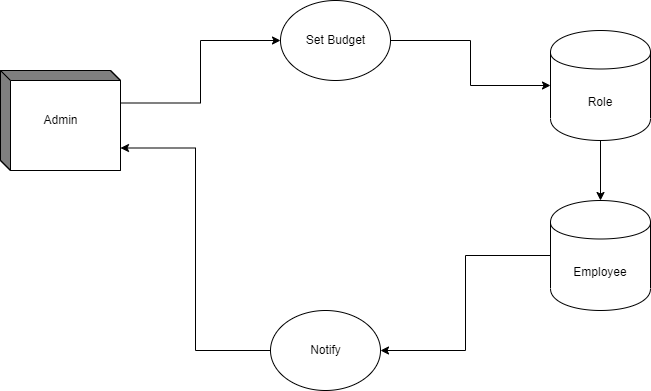 Set Budget
Role
Admin
Employee
Notify